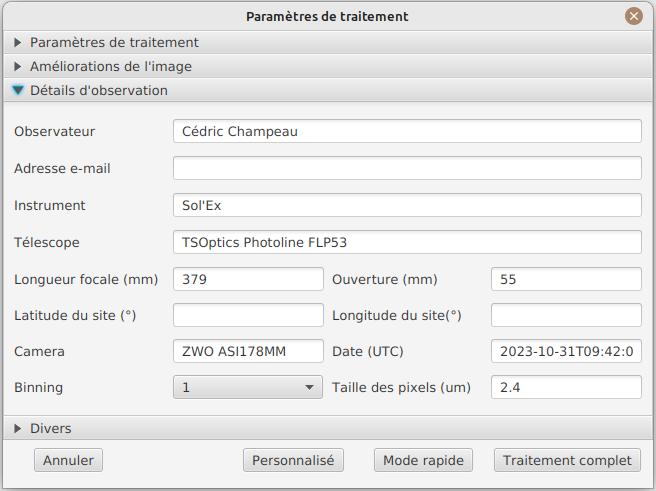 Paramètres de traitement
Paramètres de traitement
Améliorations de l'image
Détails d'observation
Observateur Cédric Champeau
Adresse e-mail
Instrument Sol'Ex
Télescope TSOptics Photoline FLP53
Longueur focale (mm) 379 Ouverture (mm) 55
Latitude du site (°) Longitude du site(°)
Camera ZWO ASI178MM Date (UTC) 2023-10-31T09:42:0
Binning 1 Taille des pixels (um) 2.4
Divers
Annuler Personnalisé Mode rapide Traitement complet